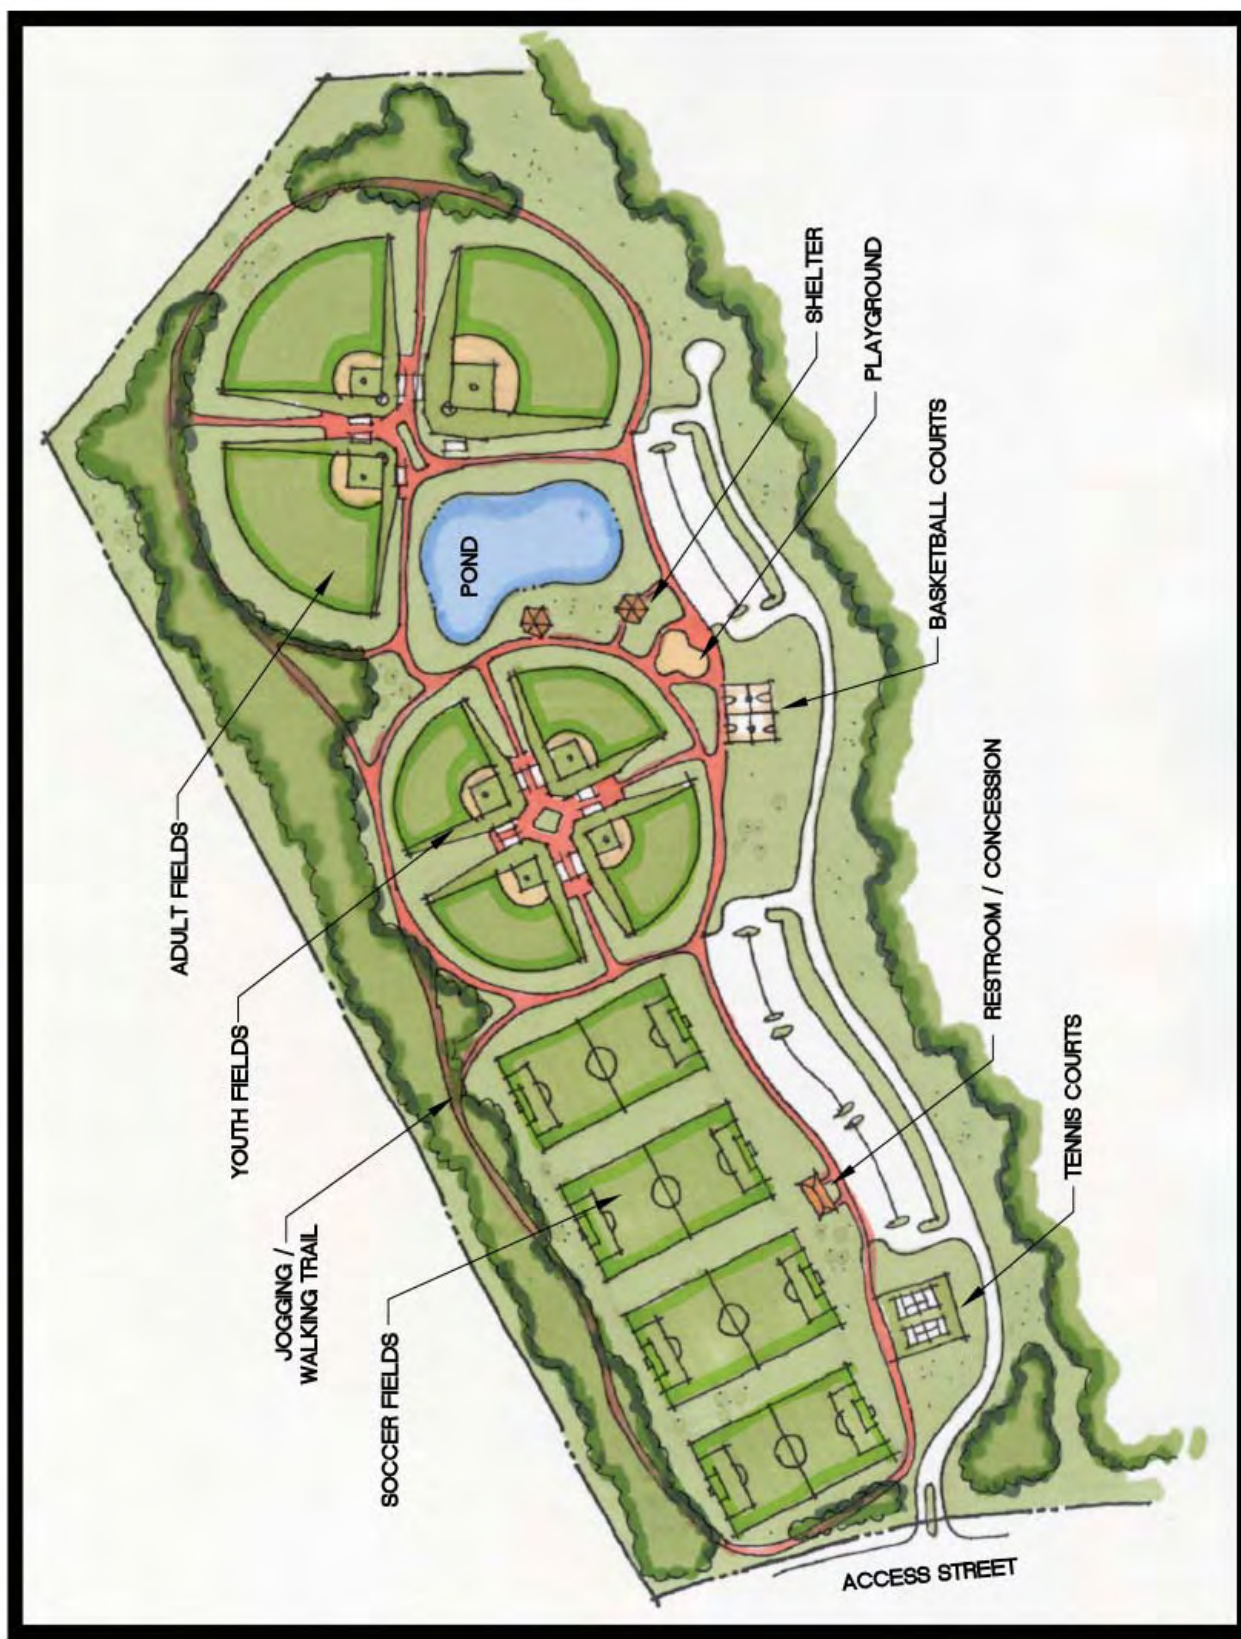 ADULT FIELDS
YOUTH FIELDS
JOGGING /
WALKING TRAIL
SOCCER FIELDS
POND
SHELTER
PLAYGROUND
BASKETBALL COURTS
RESTROOM / CONCESSION
TENNIS COURTS
ACCESS STREET